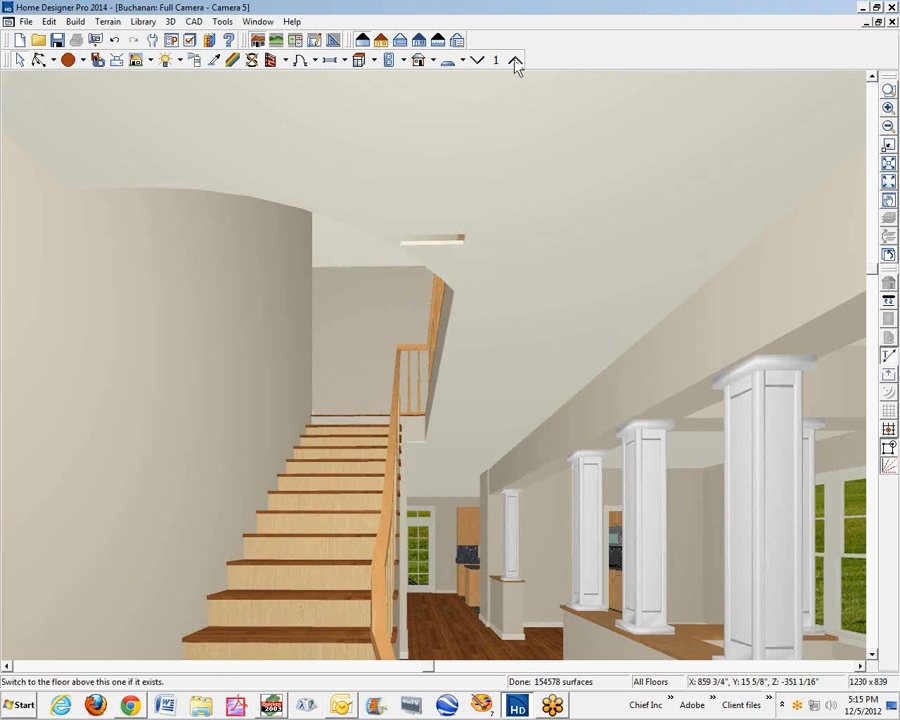 Home Designer Pro 2014 - [Buchanan: Full Camera - Camera 5]
File Edit Build Terrain Library 3D CAD Tools Window Help
1
Switch to the floor above this one if it exists. Done: 154578 surfaces All Floors X: 859 3/4", Y: 15 5/8", Z: -351 1/16" 1230 x 839
Start Chief Inc » Adobe » Client files » 5:15 PM
12/5/2012